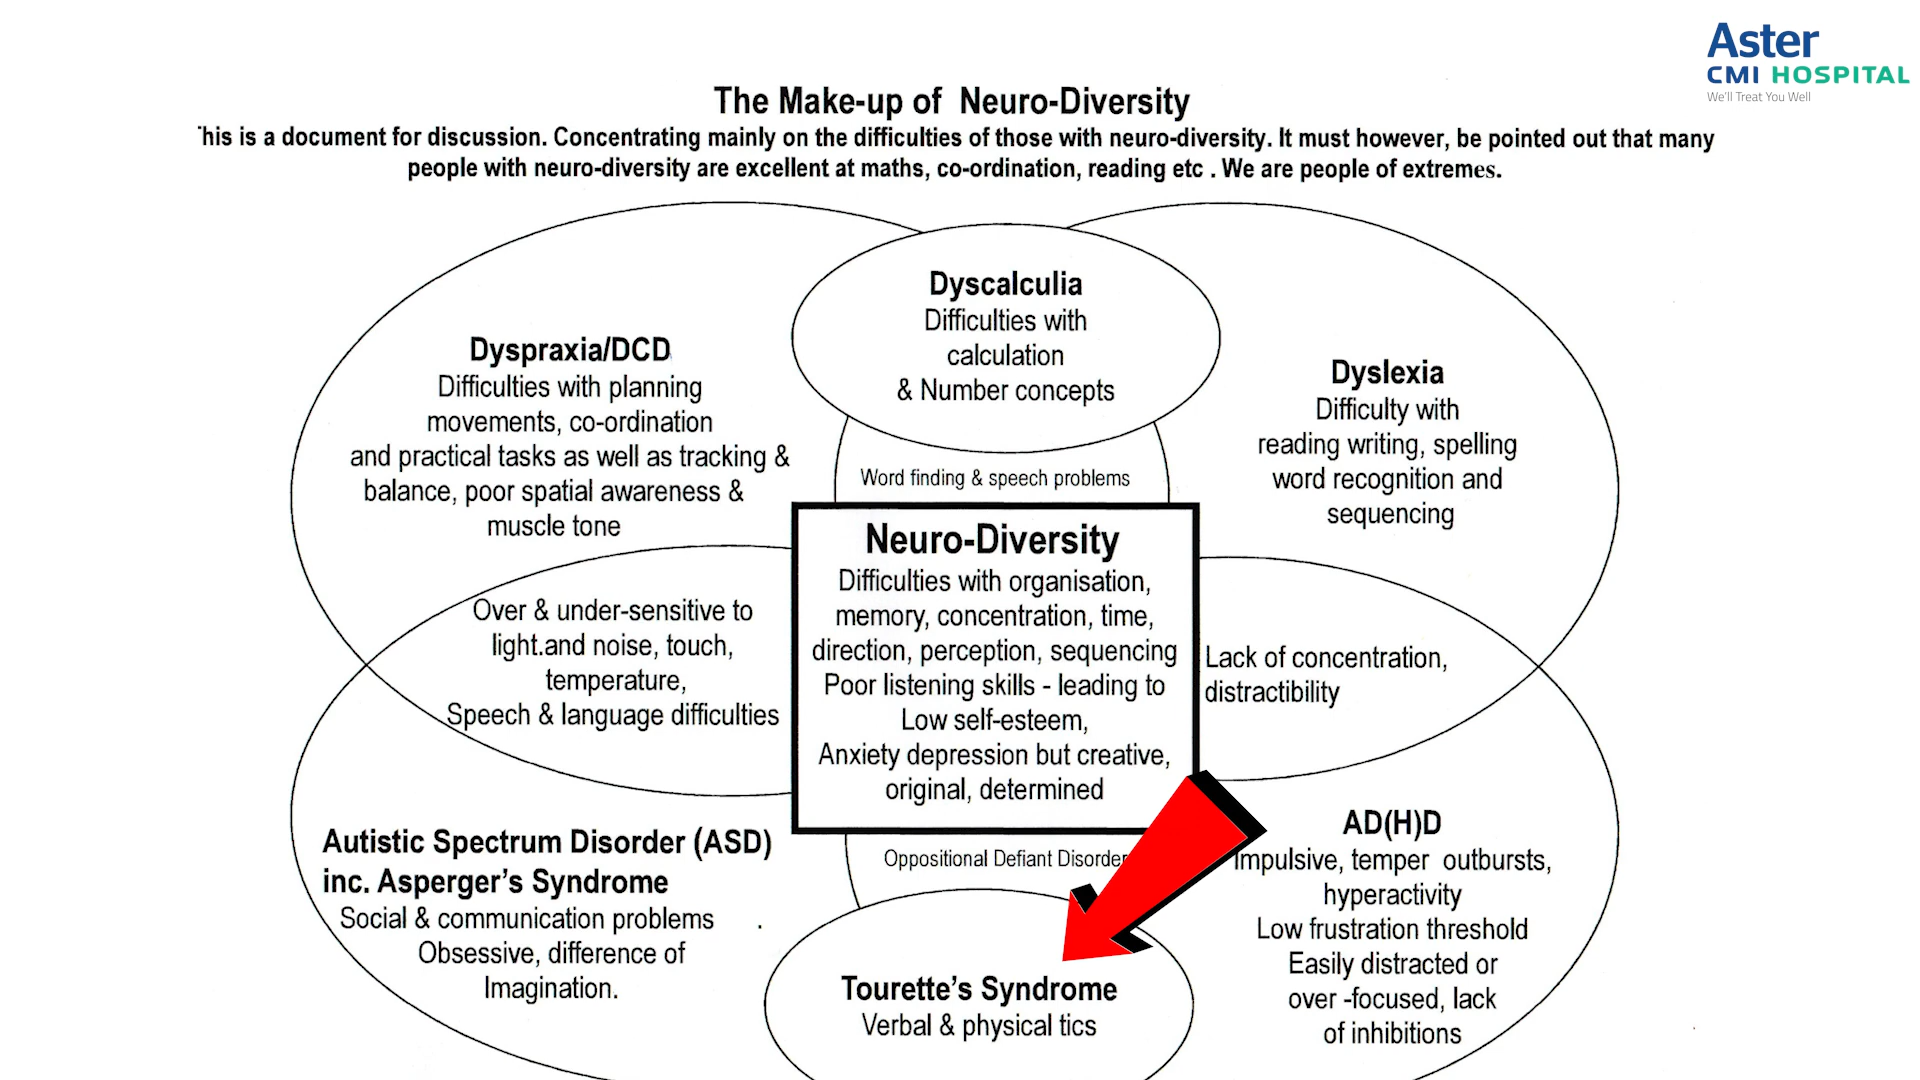 Aster
CMI HOSPITAL
We'll Treat You Well
The Make-up of Neuro-Diversity
his is a document for discussion. Concentrating mainly on the difficulties of those with neuro-diversity. It must however, be pointed out that many
people with neuro-diversity are excellent at maths, co-ordination, reading etc . We are people of extremes.
Dyscalculia
Difficulties with
calculation
& Number concepts
Dyspraxia/DCD
Difficulties with planning
movements, co-ordination
and practical tasks as well as tracking &
balance, poor spatial awareness &
muscle tone
Dyslexia
Difficulty with
reading writing, spelling
word recognition and
sequencing
Word finding & speech problems
Neuro-Diversity
Difficulties with organisation,
memory, concentration, time,
direction, perception, sequencing
Poor listening skills - leading to
Low self-esteem,
Anxiety depression but creative,
original, determined
Over & under-sensitive to
light.and noise, touch,
temperature,
Speech & language difficulties
Lack of concentration,
distractibility
Autistic Spectrum Disorder (ASD)
inc. Asperger's Syndrome
Social & communication problems
Obsessive, difference of
Imagination.
Oppositional Defiant Disorder
AD(H)D
Impulsive, temper outbursts,
hyperactivity
Low frustration threshold
Easily distracted or
over -focused, lack
of inhibitions
Tourette's Syndrome
Verbal & physical tics